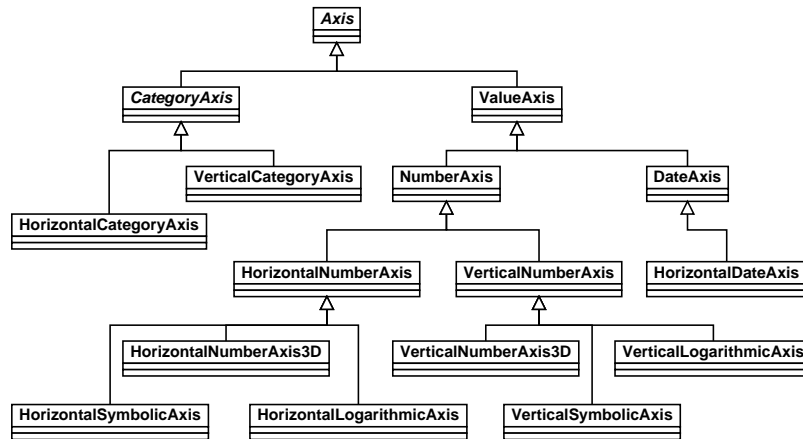 Axis
CategoryAxis
ValueAxis
VerticalCategoryAxis
NumberAxis
DateAxis
HorizontalCategoryAxis
HorizontalNumberAxis
VerticalNumberAxis
HorizontalDateAxis
HorizontalNumberAxis3D
VerticalNumberAxis3D
VerticalLogarithmicAxis
HorizontalSymbolicAxis
HorizontalLogarithmicAxis
VerticalSymbolicAxis